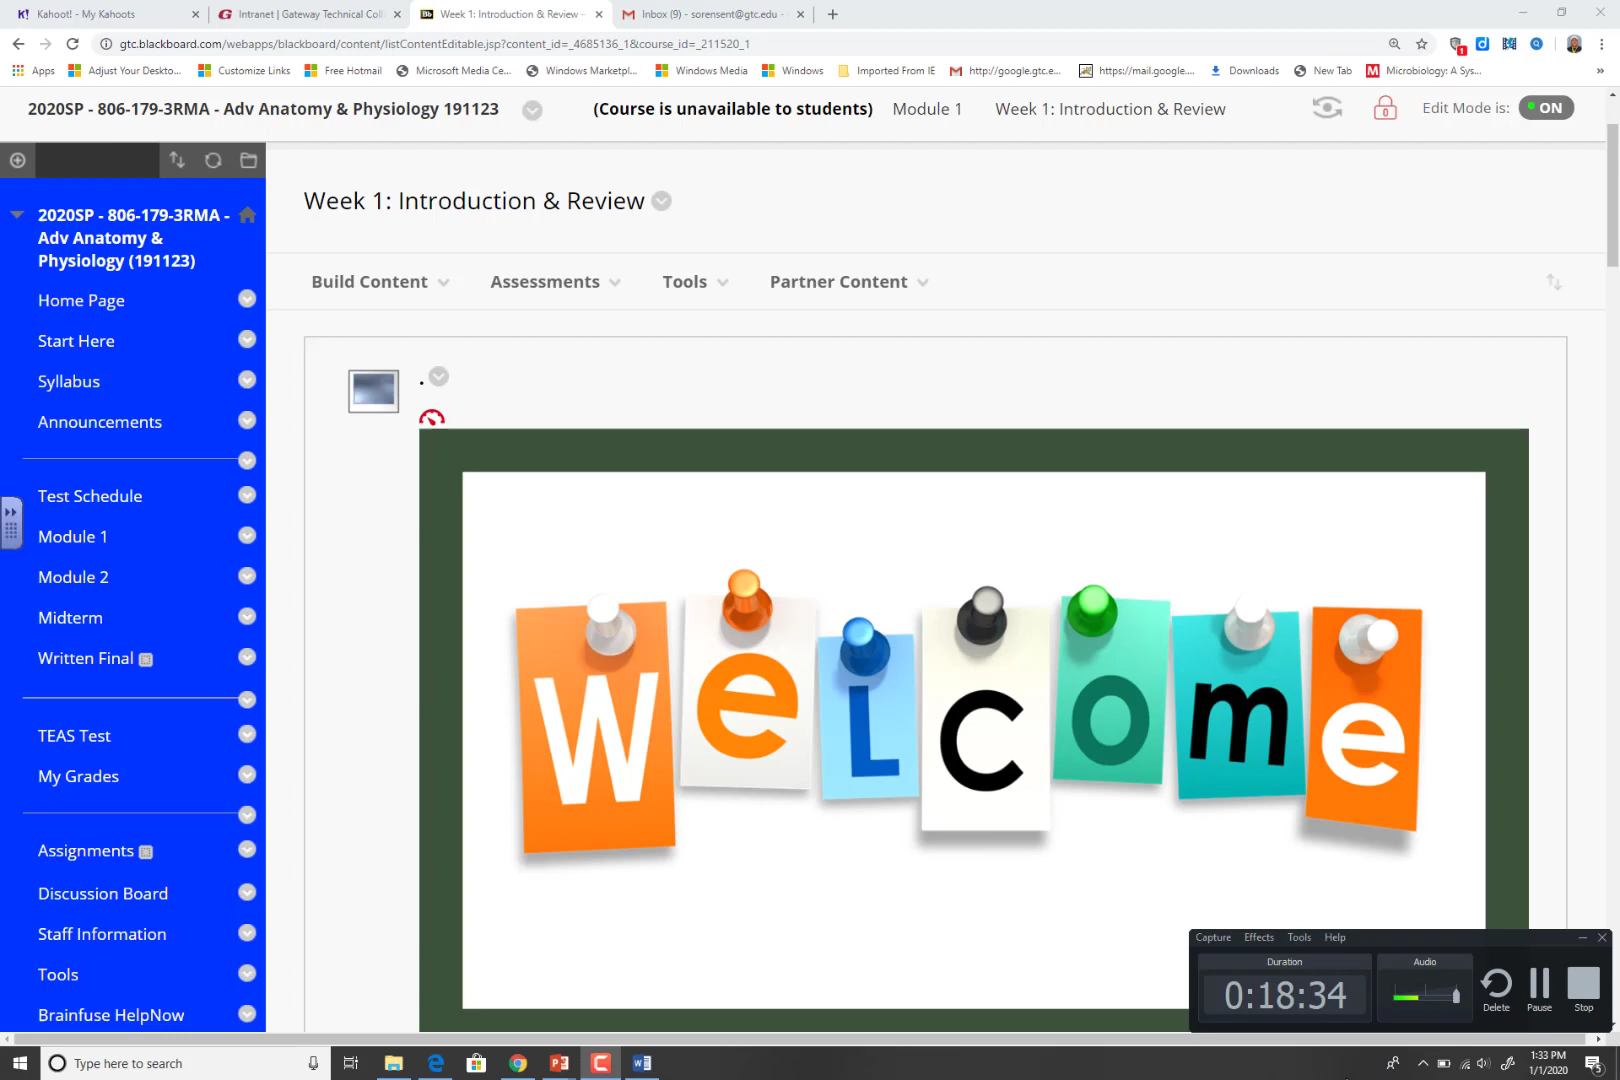 Kahoot! - My Kahoots
Intranet | Gateway Technical Coll
Week 1: Introduction & Review –
Inbox (9) - sorensent@gtc.edu -
gtc.blackboard.com/webapps/blackboard/content/listContentEditable.jsp?content_id=_4685136_1&course_id=_211520_1
Apps
Adjust Your Deskto...
Customize Links
Free Hotmail
Microsoft Media Ce...
Windows Marketpl...
Windows Media
Windows
Imported From IE
http://google.gtc.e...
https://mail.google....
Downloads
New Tab
Microbiology: A Sys...
2020SP - 806-179-3RMA - Adv Anatomy & Physiology 191123
(Course is unavailable to students)
Module 1
Week 1: Introduction & Review
Edit Mode is:
ON
2020SP - 806-179-3RMA -
Adv Anatomy &
Physiology (191123)
Home Page
Start Here
Syllabus
Announcements
Test Schedule
Module 1
Module 2
Midterm
Written Final
TEAS Test
My Grades
Assignments
Discussion Board
Staff Information
Tools
Brainfuse HelpNow
Week 1: Introduction & Review
Build Content
Assessments
Tools
Partner Content
.
WeLcome
Capture
Effects
Tools
Help
Duration
Audio
0:18:34
Delete
Pause
Stop
Type here to search
1:33 PM
1/1/2020
5